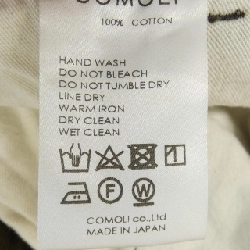 COMOLI
100% COTTON
HAND WASH
DO NOT BLEACH
DO NOT TUMBLE DRY
LINE DRY
WARM IRON
DRY CLEAN
WET CLEAN
F W
COMOLI co.,Ltd
MADE IN JAPAN